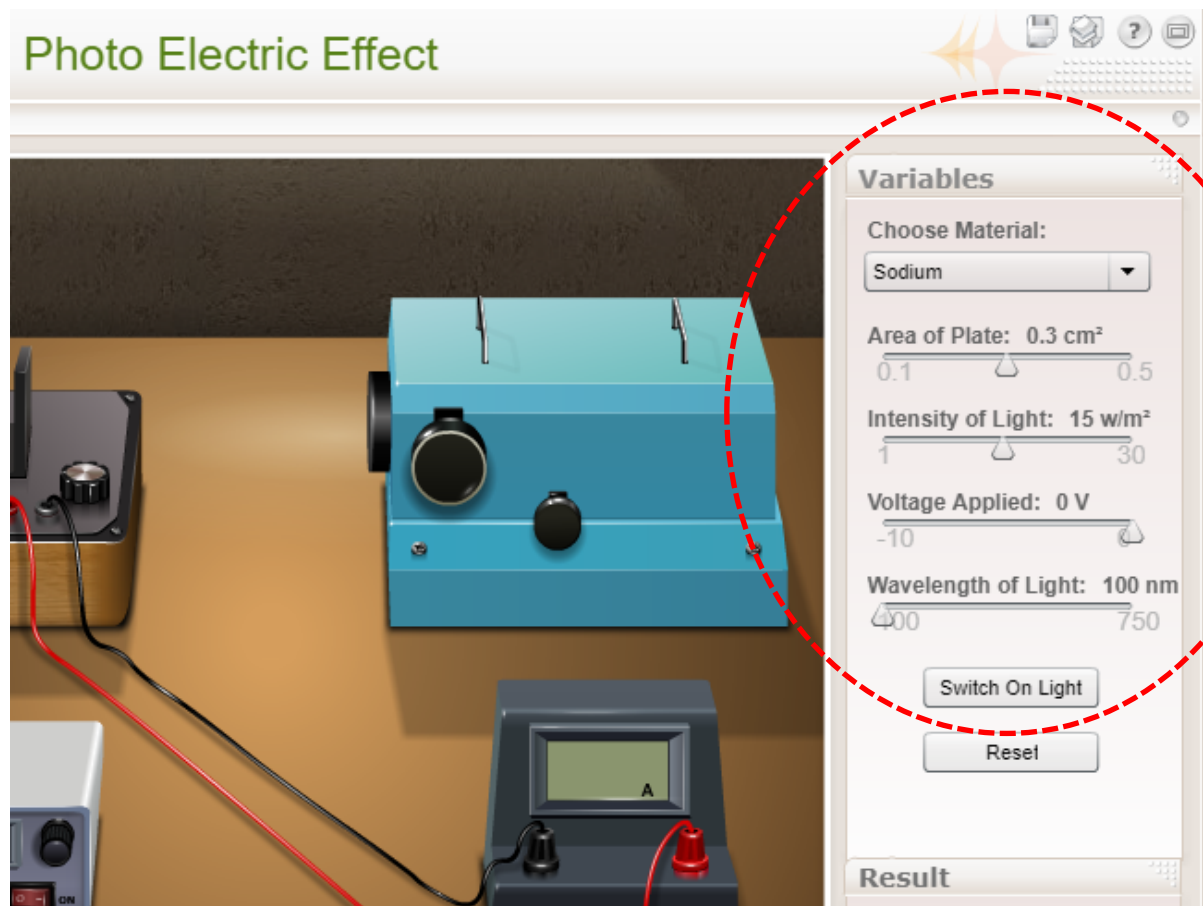 Photo Electric Effect
?
Variables
Choose Material:
Sodium
Area of Plate: 0.3 cm²
0.1 0.5
Intensity of Light: 15 w/m²
1 30
Voltage Applied: 0 V
-10
Wavelength of Light: 100 nm
750
Switch On Light
Reset
A
ON
Result